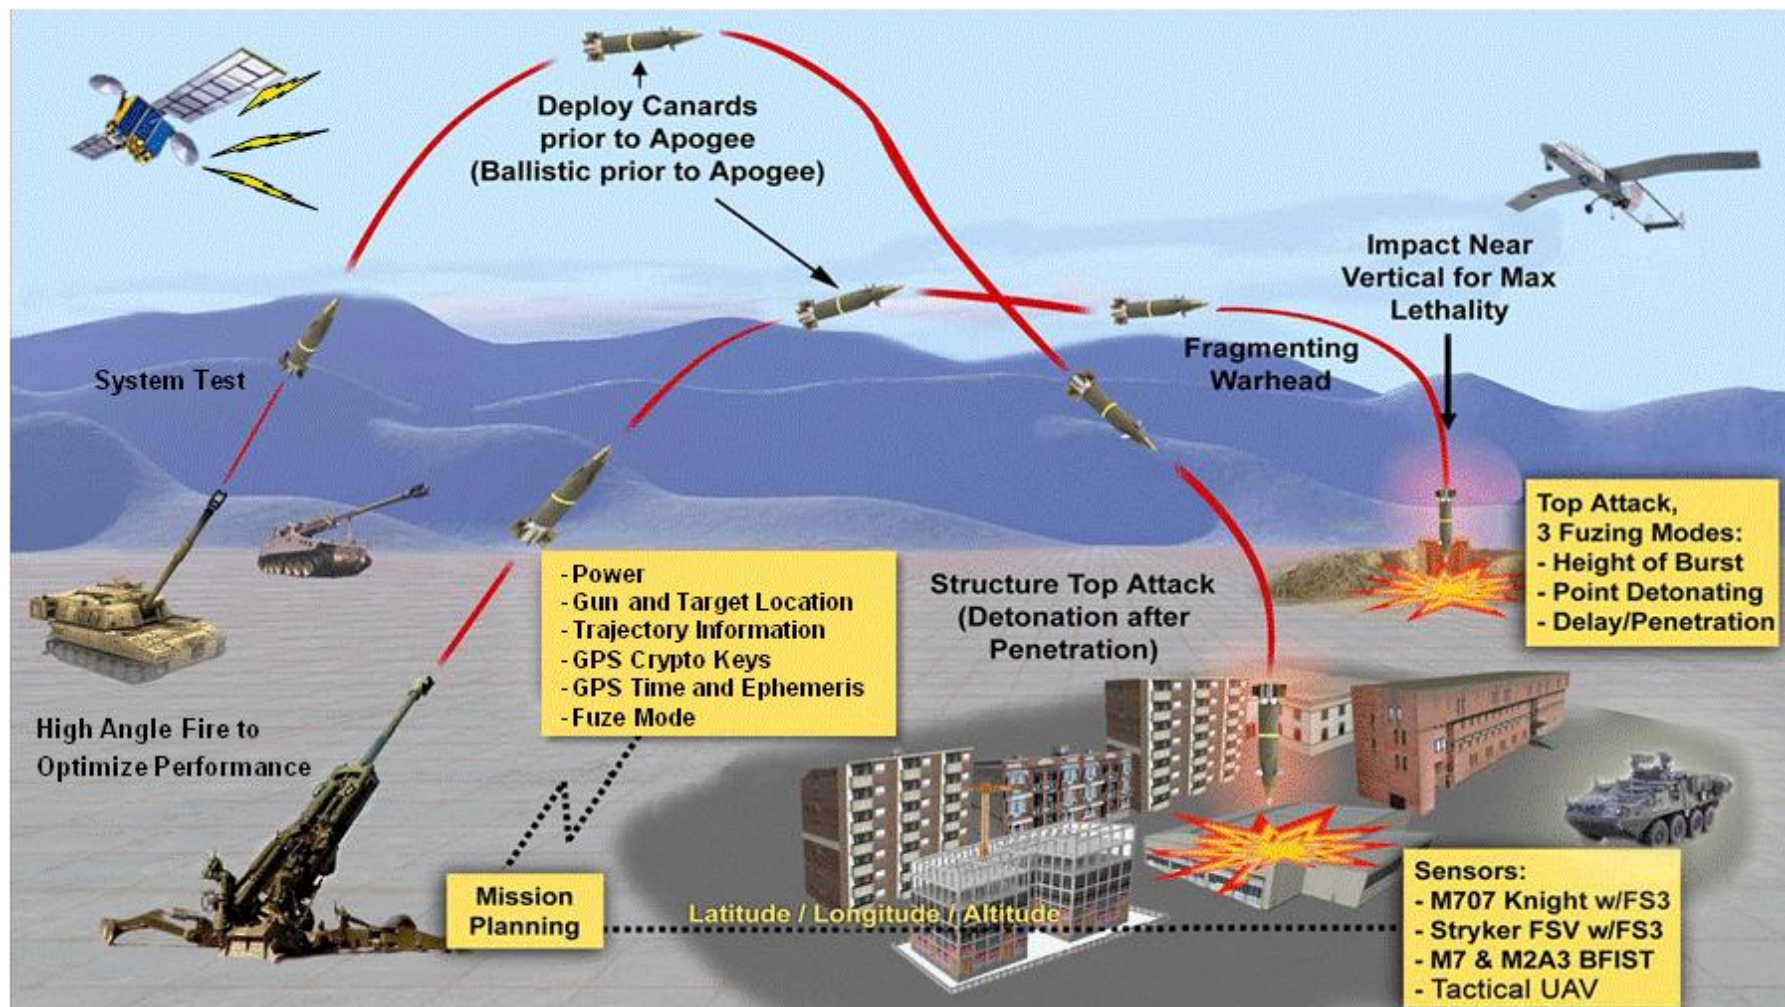 Deploy Canards
prior to Apogee
(Ballistic prior to Apogee)
Impact Near
Vertical for Max
Lethality
System Test
Fragmenting
Warhead
Top Attack,
3 Fuzing Modes:
- Height of Burst
- Point Detonating
- Delay/Penetration
- Power
- Gun and Target Location
- Trajectory Information
- GPS Crypto Keys
- GPS Time and Ephemeris
- Fuze Mode
Structure Top Attack
(Detonation after
Penetration)
High Angle Fire to
Optimize Performance
Mission
Planning
Latitude / Longitude / Altitude
Sensors:
- M707 Knight w/FS3
- Stryker FSV w/FS3
- M7 & M2A3 BFIST
- Tactical UAV